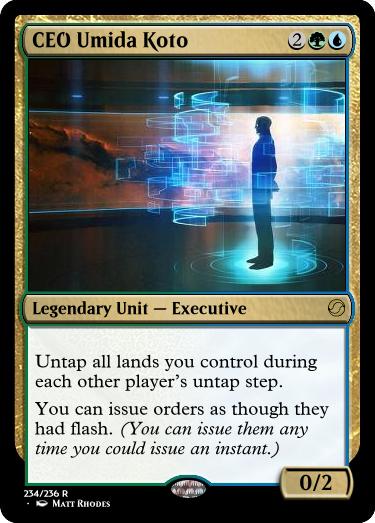 CEO Umida Koto 2
Legendary Unit — Executive
Untap all lands you control during
each other player's untap step.
You can issue orders as though they
had flash. (You can issue them any
time you could issue an instant.)
0/2
234/236 R
· Matt Rhodes